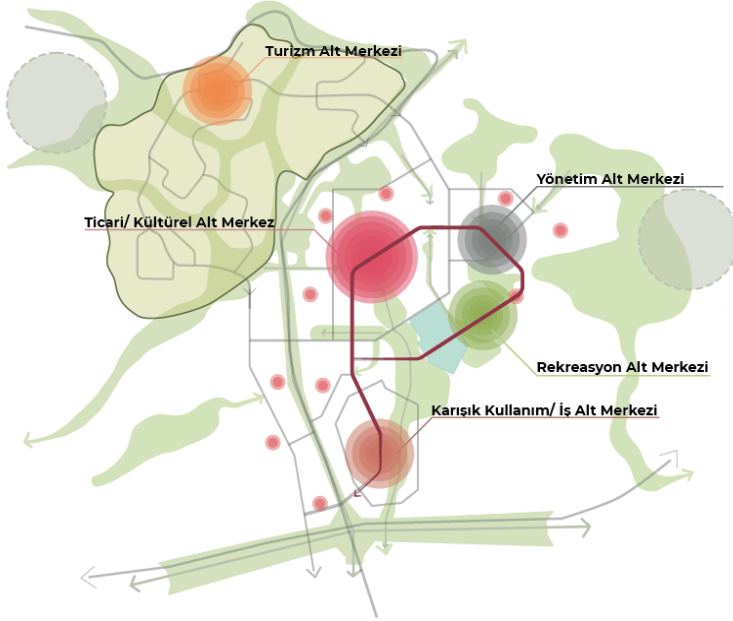 Turizm Alt Merkezi
Yönetim Alt Merkezi
Ticari/ Kültürel Alt Merkez
Rekreasyon Alt Merkezi
Karışık Kullanım/ İş Alt Merkezi